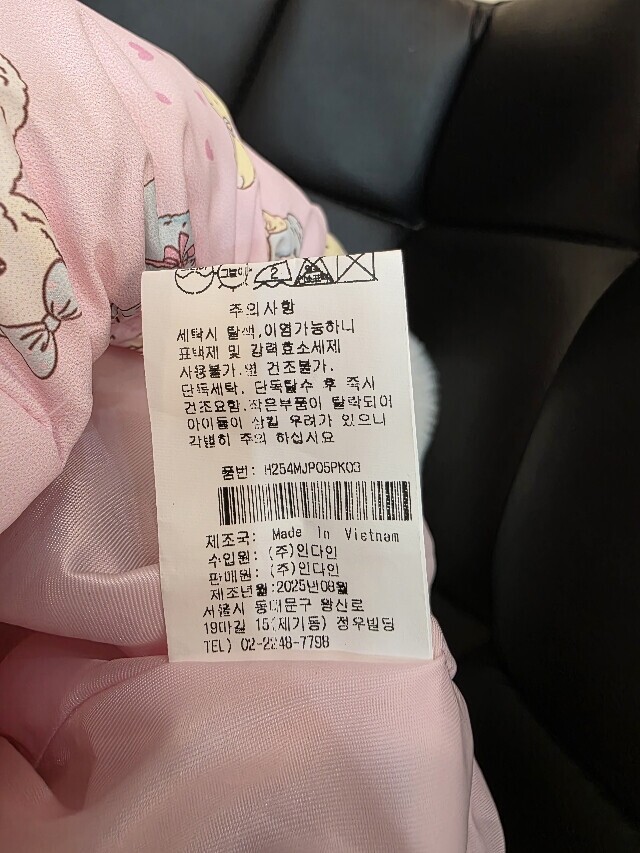 그늘에
2
주의사항
세탁시 탈색,이염가능하니
표백제 및 강력효소세제
사용불가.열 건조불가.
단독세탁. 단독탈수 후 즉시
건조요함.작은부품이 탈락되어
아이들이 삼킬 우려가 있으니
각별히 주의 하십시요
품번: H254MJP05PK03
제조국: Made In Vietnam
수입원: (주)인다인
판매원: (주)인다인
제조년월:2025년08월
서울시 동대문구 왕산로
19마길 15(제기동) 정우빌딩
TEL) 02-2248-7798